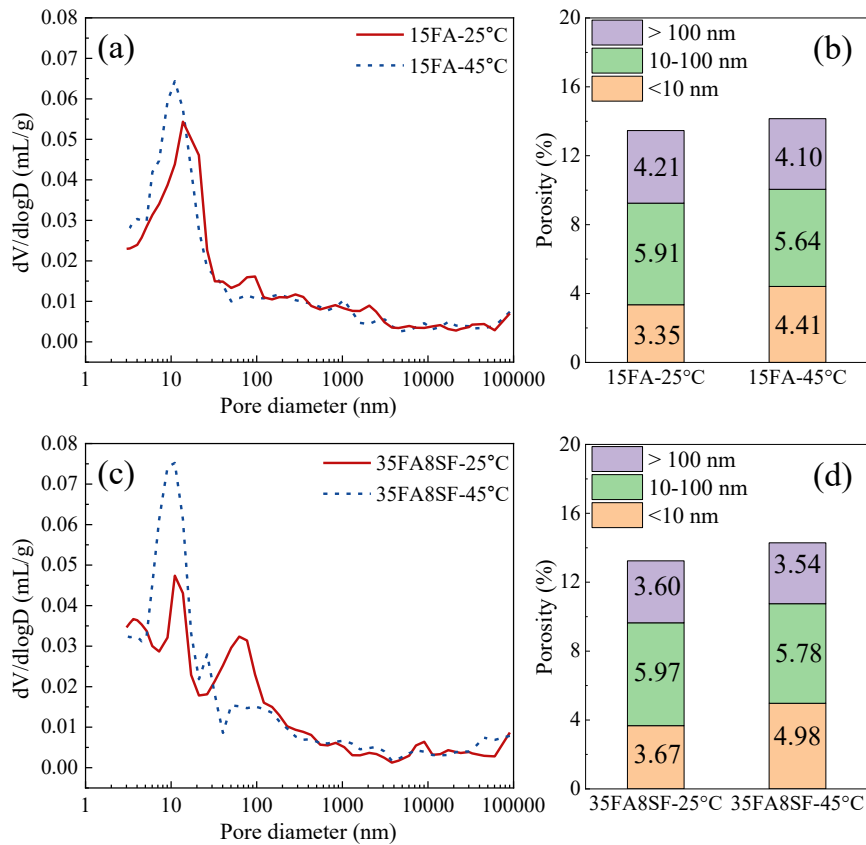 (a)
15FA-25°C
15FA-45°C
dV/dlogD (mL/g)
0.08
0.07
0.06
0.05
0.04
0.03
0.02
0.01
0.00
1 10 100 1000 10000 100000
Pore diameter (nm)
(b)
> 100 nm
10-100 nm
<10 nm
Porosity (%)
20
16
12
8
4
0
4.21
5.91
3.35
4.10
5.64
4.41
15FA-25°C 15FA-45°C
(c)
35FA8SF-25°C
35FA8SF-45°C
dV/dlogD (mL/g)
0.08
0.07
0.06
0.05
0.04
0.03
0.02
0.01
0.00
1 10 100 1000 10000 100000
Pore diameter (nm)
(d)
> 100 nm
10-100 nm
<10 nm
Porosity (%)
20
16
12
8
4
0
3.60
5.97
3.67
3.54
5.78
4.98
35FA8SF-25°C 35FA8SF-45°C